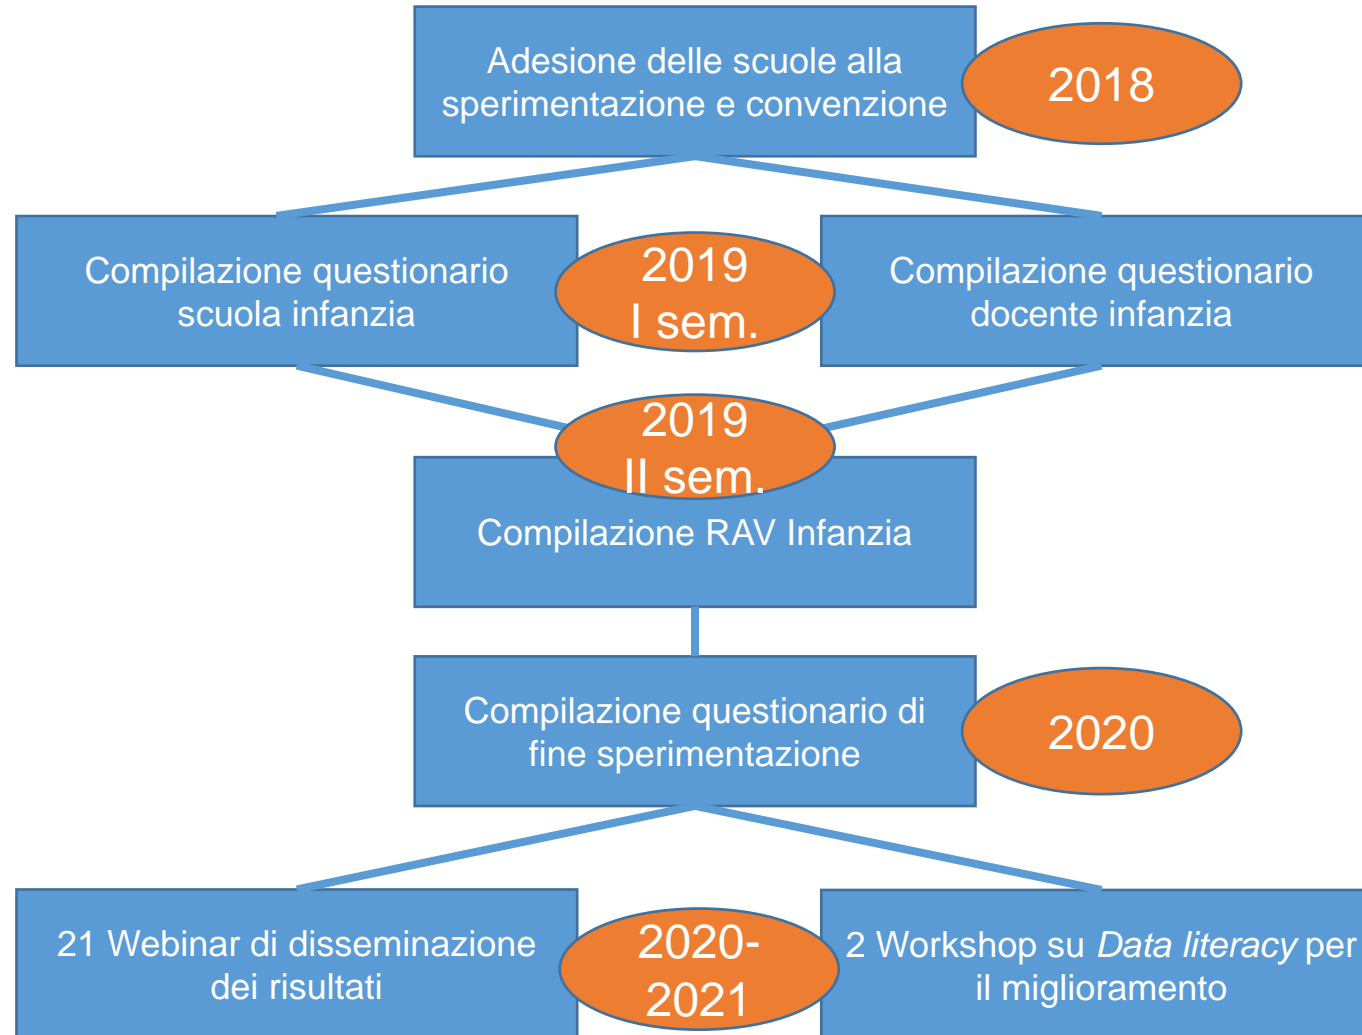 Adesione delle scuole alla
sperimentazione e convenzione
2018
Compilazione questionario
scuola infanzia
2019
I sem.
Compilazione questionario
docente infanzia
2019
II sem.
Compilazione RAV Infanzia
Compilazione questionario di
fine sperimentazione
2020
21 Webinar di disseminazione
dei risultati
2020-
2021
2 Workshop su Data literacy per
il miglioramento